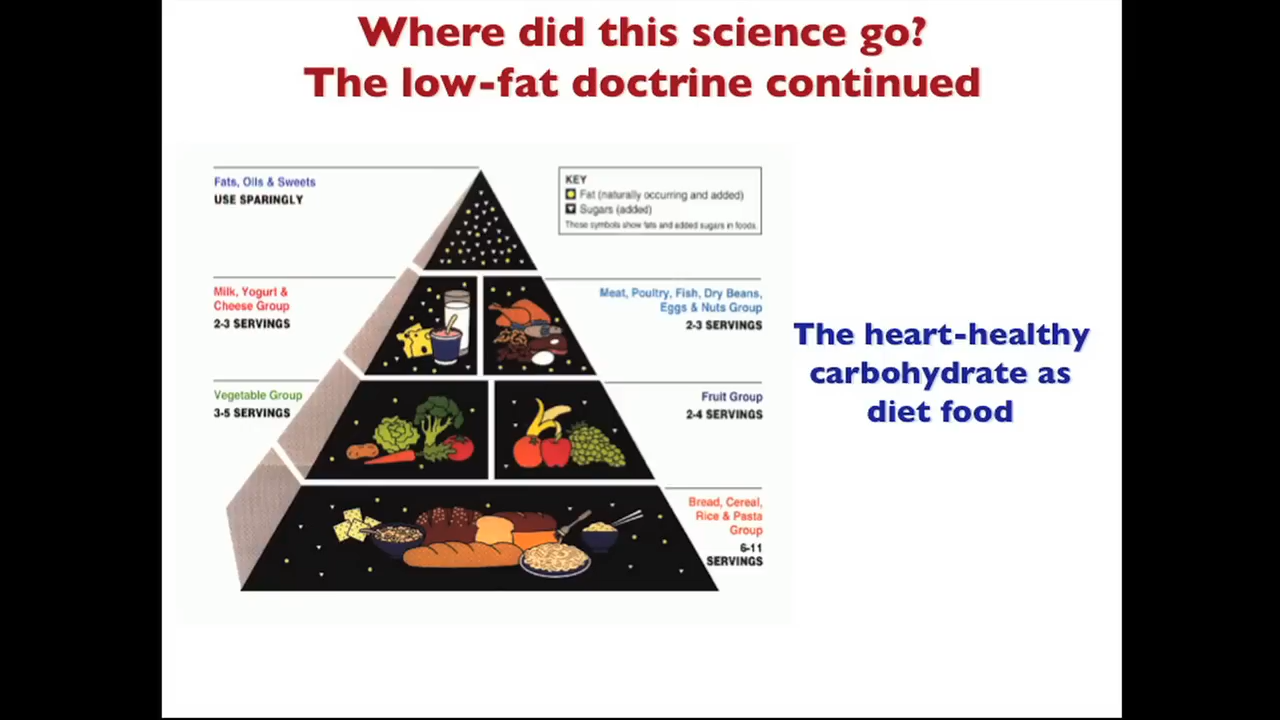 Where did this science go?
The low-fat doctrine continued
Fats, Oils & Sweets
USE SPARINGLY
KEY
Fat (naturally occurring and added)
Sugars (added)
These symbols show fats and added sugars in foods.
Milk, Yogurt &
Cheese Group
2-3 SERVINGS
Meat, Poultry, Fish, Dry Beans,
Eggs & Nuts Group
2-3 SERVINGS
Vegetable Group
3-5 SERVINGS
Fruit Group
2-4 SERVINGS
Bread, Cereal,
Rice & Pasta
Group
6-11
SERVINGS
The heart-healthy
carbohydrate as
diet food